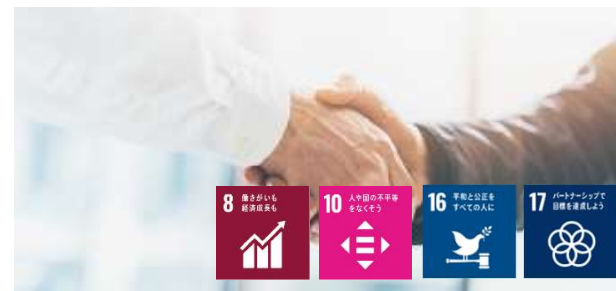 8 働きがいも
経済成長も
10 人や国の不平等
をなくそう
16 平和と公正を
すべての人に
17 パートナーシップで
目標を達成しよう